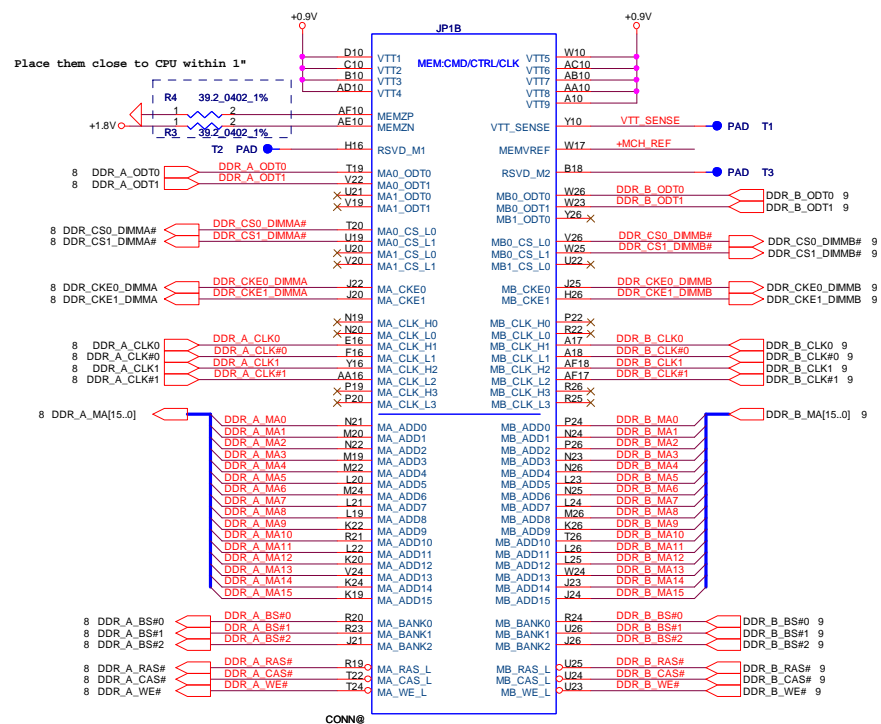 +0.9V +0.9V
JP1B
Place them close to CPU within 1"
MEM:CMD/CTRL/CLK
D10 VTT1 VTT5 W10
C10 VTT2 VTT6 AC10
B10 VTT3 VTT7 AB10
AD10 VTT4 VTT8 AA10
VTT9 A10
R4 39.2_0402_1%
1 2 AF10 MEMZP
+1.8V 1 2 AE10 MEMZN VTT_SENSE Y10 VTT_SENSE PAD T1
R3 39.2_0402_1%
T2 PAD H16 RSVD_M1 MEMVREF W17 +MCH_REF
RSVD_M2 B18 PAD T3
8 DDR_A_ODT0 DDR_A_ODT0 T19 MA0_ODT0
8 DDR_A_ODT1 DDR_A_ODT1 V22 MA0_ODT1
U21 MA1_ODT0 MB0_ODT0 W26 DDR_B_ODT0 DDR_B_ODT0 9
V19 MA1_ODT1 MB0_ODT1 W23 DDR_B_ODT1 DDR_B_ODT1 9
MB1_ODT0 Y26
8 DDR_CS0_DIMMA# DDR_CS0_DIMMA# T20 MA0_CS_L0
8 DDR_CS1_DIMMA# DDR_CS1_DIMMA# U19 MA0_CS_L1 MB0_CS_L0 V26 DDR_CS0_DIMMB# DDR_CS0_DIMMB# 9
U20 MA1_CS_L0 MB0_CS_L1 W25 DDR_CS1_DIMMB# DDR_CS1_DIMMB# 9
V20 MA1_CS_L1 MB1_CS_L0 U22
8 DDR_CKE0_DIMMA DDR_CKE0_DIMMA J22 MA_CKE0 MB_CKE0 J25 DDR_CKE0_DIMMB DDR_CKE0_DIMMB 9
8 DDR_CKE1_DIMMA DDR_CKE1_DIMMA J20 MA_CKE1 MB_CKE1 H26 DDR_CKE1_DIMMB DDR_CKE1_DIMMB 9
N19 MA_CLK_H0 MB_CLK_H0 P22
N20 MA_CLK_L0 MB_CLK_L0 R22
8 DDR_A_CLK0 DDR_A_CLK0 E16 MA_CLK_H1 MB_CLK_H1 A17 DDR_B_CLK0 DDR_B_CLK0 9
8 DDR_A_CLK#0 DDR_A_CLK#0 F16 MA_CLK_L1 MB_CLK_L1 A18 DDR_B_CLK#0 DDR_B_CLK#0 9
8 DDR_A_CLK1 DDR_A_CLK1 Y16 MA_CLK_H2 MB_CLK_H2 AF18 DDR_B_CLK1 DDR_B_CLK1 9
8 DDR_A_CLK#1 DDR_A_CLK#1 AA16 MA_CLK_L2 MB_CLK_L2 AF17 DDR_B_CLK#1 DDR_B_CLK#1 9
P19 MA_CLK_H3 MB_CLK_H3 R26
P20 MA_CLK_L3 MB_CLK_L3 R25
8 DDR_A_MA[15..0] DDR_B_MA[15..0] 9
DDR_A_MA0 N21 MA_ADD0 MB_ADD0 P24 DDR_B_MA0
DDR_A_MA1 M20 MA_ADD1 MB_ADD1 N24 DDR_B_MA1
DDR_A_MA2 N22 MA_ADD2 MB_ADD2 P26 DDR_B_MA2
DDR_A_MA3 M19 MA_ADD3 MB_ADD3 N23 DDR_B_MA3
DDR_A_MA4 M22 MA_ADD4 MB_ADD4 N26 DDR_B_MA4
DDR_A_MA5 L20 MA_ADD5 MB_ADD5 L23 DDR_B_MA5
DDR_A_MA6 M24 MA_ADD6 MB_ADD6 N25 DDR_B_MA6
DDR_A_MA7 L21 MA_ADD7 MB_ADD7 L24 DDR_B_MA7
DDR_A_MA8 L19 MA_ADD8 MB_ADD8 M26 DDR_B_MA8
DDR_A_MA9 K22 MA_ADD9 MB_ADD9 K26 DDR_B_MA9
DDR_A_MA10 R21 MA_ADD10 MB_ADD10 T26 DDR_B_MA10
DDR_A_MA11 L22 MA_ADD11 MB_ADD11 L26 DDR_B_MA11
DDR_A_MA12 K20 MA_ADD12 MB_ADD12 L25 DDR_B_MA12
DDR_A_MA13 V24 MA_ADD13 MB_ADD13 W24 DDR_B_MA13
DDR_A_MA14 K24 MA_ADD14 MB_ADD14 J23 DDR_B_MA14
DDR_A_MA15 K19 MA_ADD15 MB_ADD15 J24 DDR_B_MA15
8 DDR_A_BS#0 DDR_A_BS#0 R20 MA_BANK0 MB_BANK0 R24 DDR_B_BS#0 DDR_B_BS#0 9
8 DDR_A_BS#1 DDR_A_BS#1 R23 MA_BANK1 MB_BANK1 U26 DDR_B_BS#1 DDR_B_BS#1 9
8 DDR_A_BS#2 DDR_A_BS#2 J21 MA_BANK2 MB_BANK2 J26 DDR_B_BS#2 DDR_B_BS#2 9
8 DDR_A_RAS# DDR_A_RAS# R19 MA_RAS_L MB_RAS_L U25 DDR_B_RAS# DDR_B_RAS# 9
8 DDR_A_CAS# DDR_A_CAS# T22 MA_CAS_L MB_CAS_L U24 DDR_B_CAS# DDR_B_CAS# 9
8 DDR_A_WE# DDR_A_WE# T24 MA_WE_L MB_WE_L U23 DDR_B_WE# DDR_B_WE# 9
CONN@